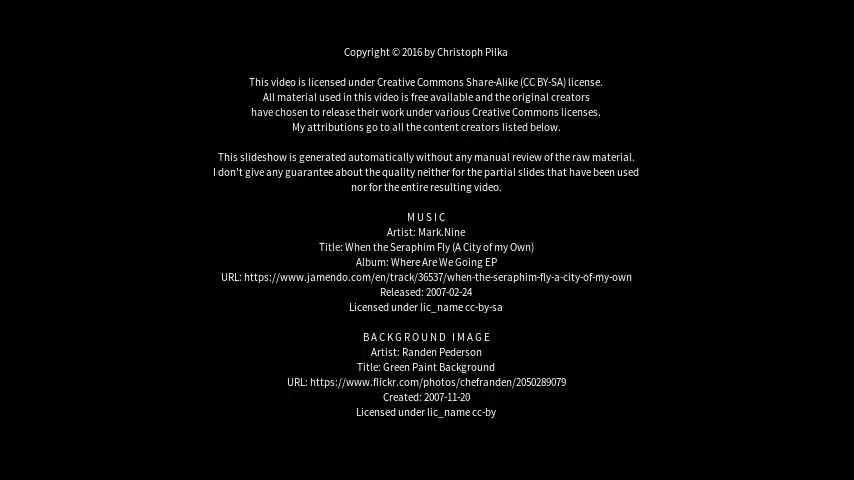 Copyright © 2016 by Christoph Pilka
This video is licensed under Creative Commons Share-Alike (CC BY-SA) license.
All material used in this video is free available and the original creators
have chosen to release their work under various Creative Commons licenses.
My attributions go to all the content creators listed below.
This slideshow is generated automatically without any manual review of the raw material.
I don't give any guarantee about the quality neither for the partial slides that have been used
nor for the entire resulting video.
M U S I C
Artist: Mark.Nine
Title: When the Seraphim Fly (A City of my Own)
Album: Where Are We Going EP
URL: https://www.jamendo.com/en/track/36537/when-the-seraphim-fly-a-city-of-my-own
Released: 2007-02-24
Licensed under lic_name cc-by-sa
B A C K G R O U N D   I M A G E
Artist: Randen Pederson
Title: Green Paint Background
URL: https://www.flickr.com/photos/chefranden/2050289079
Created: 2007-11-20
Licensed under lic_name cc-by